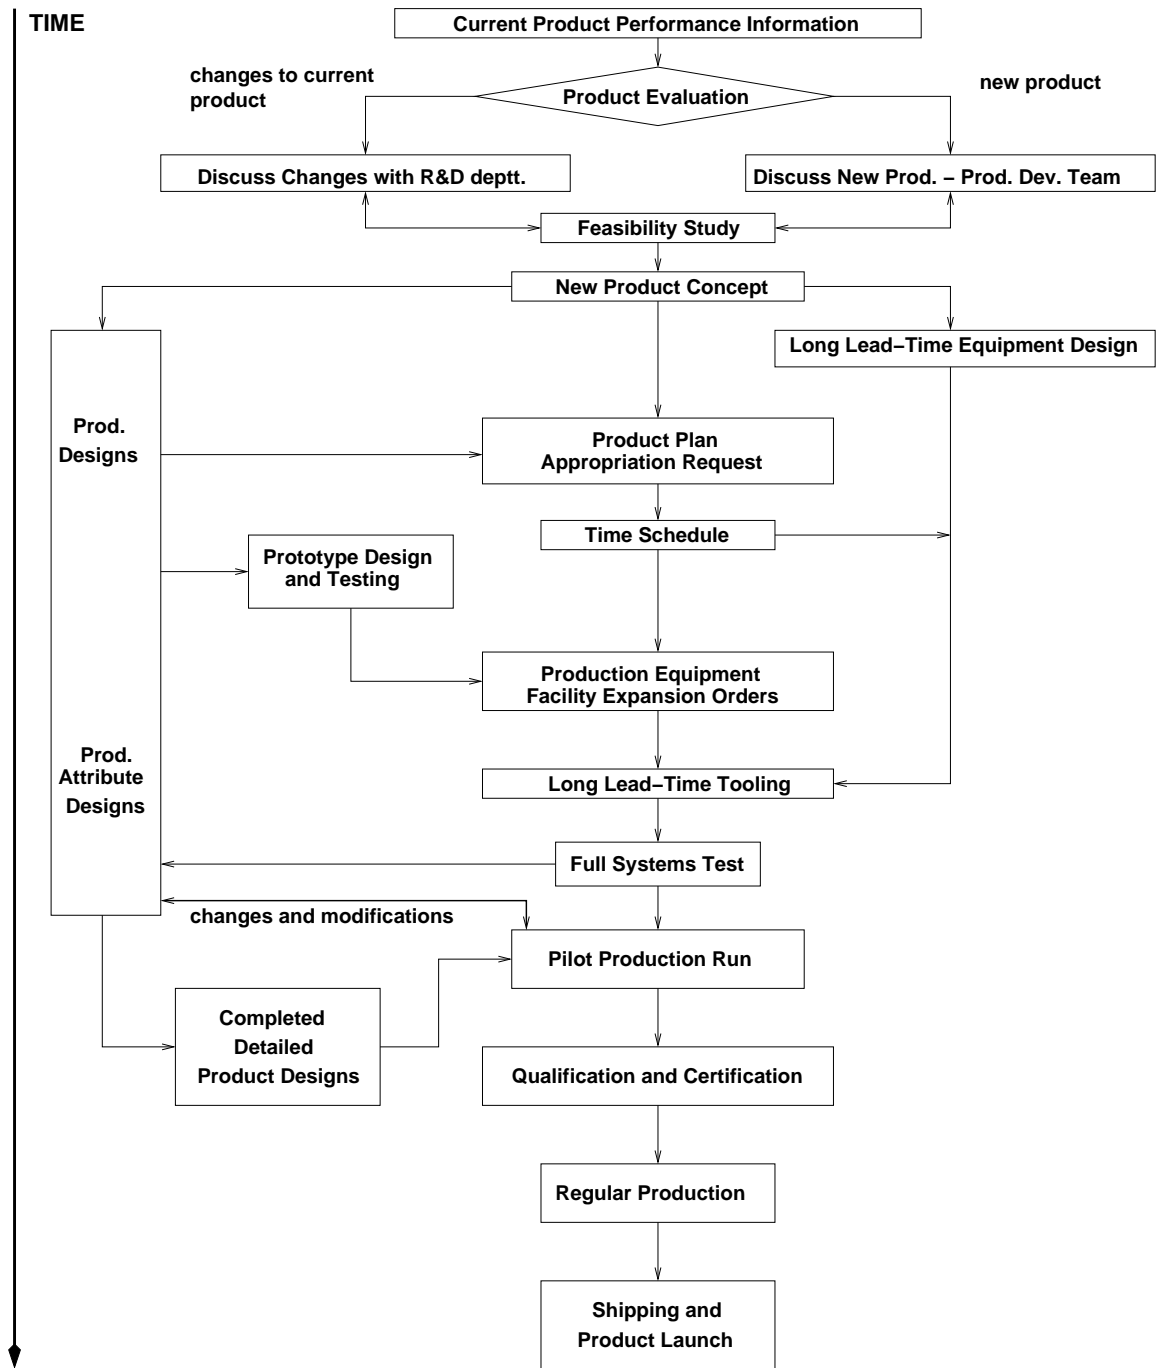 TIME
Current Product Performance Information
changes to current
product
Product Evaluation
new product
Discuss Changes with R&D deptt.
Discuss New Prod. – Prod. Dev. Team
Feasibility Study
New Product Concept
Long Lead–Time Equipment Design
Prod.
Designs
Product Plan
Appropriation Request
Time Schedule
Prototype Design
and Testing
Production Equipment
Facility Expansion Orders
Prod.
Attribute
Designs
Long Lead–Time Tooling
Full Systems Test
changes and modifications
Pilot Production Run
Completed
Detailed
Product Designs
Qualification and Certification
Regular Production
Shipping and
Product Launch